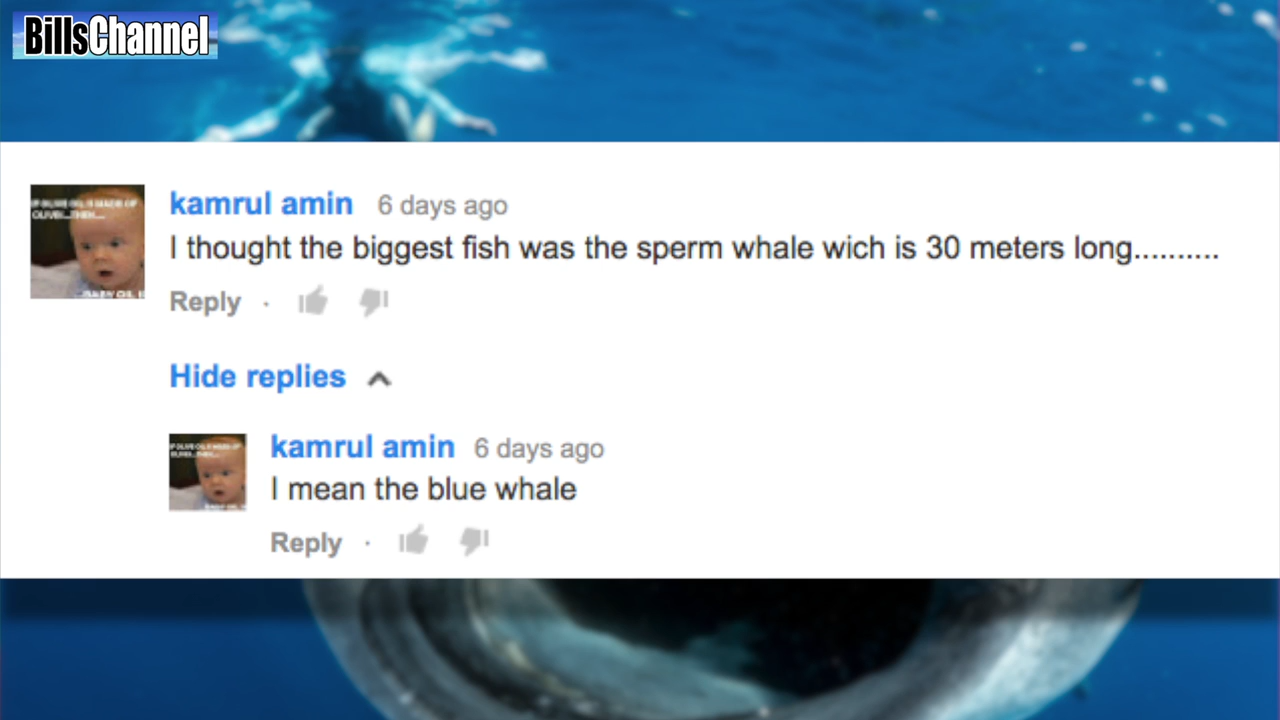 BillsChannel
kamrul amin 6 days ago
I thought the biggest fish was the sperm whale wich is 30 meters long..........
Reply ·
Hide replies
kamrul amin 6 days ago
I mean the blue whale
Reply ·